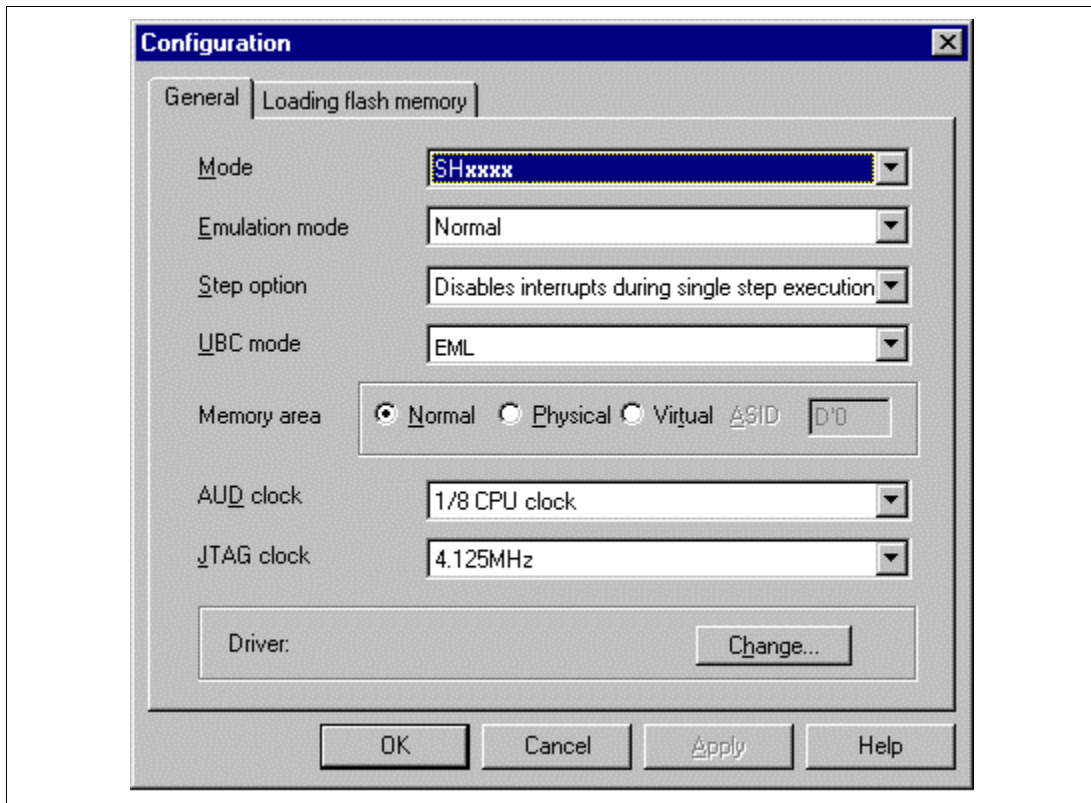 Configuration
General Loading flash memory
Mode SHxxxx
Emulation mode Normal
Step option Disables interrupts during single step execution
UBC mode EML
Memory area Normal Physical Virtual ASID D'0
AUD clock 1/8 CPU clock
JTAG clock 4.125MHz
Driver: Change...
OK Cancel Apply Help